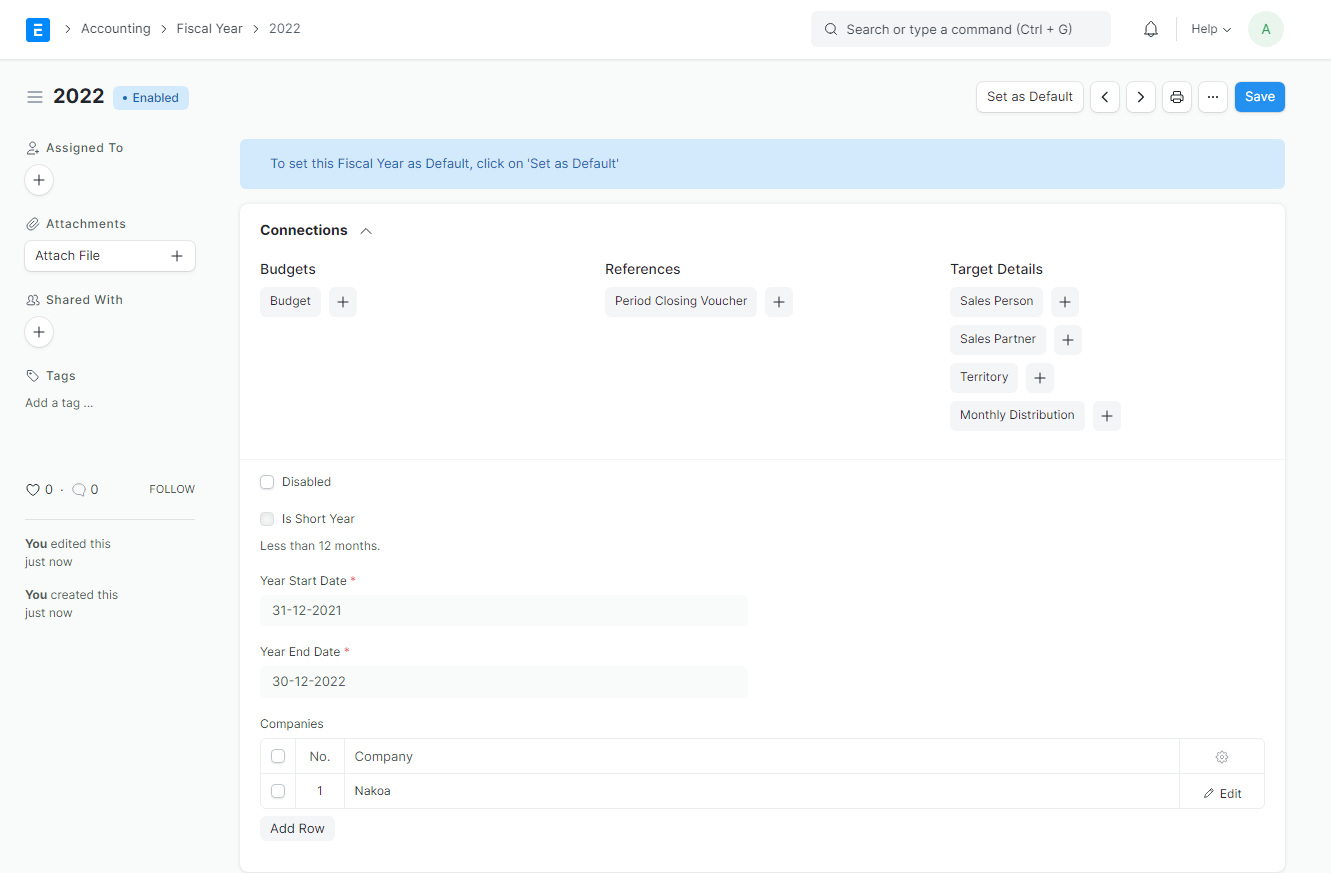 E
Accounting
Fiscal Year
2022
Search or type a command (Ctrl + G)
Help
A
2022
• Enabled
Set as Default
...
Save
Assigned To
Attachments
Attach File
Shared With
Tags
Add a tag ...
0 · 0
FOLLOW
You edited this
just now
You created this
just now
To set this Fiscal Year as Default, click on 'Set as Default'
Connections
Budgets
Budget
References
Period Closing Voucher
Target Details
Sales Person
Sales Partner
Territory
Monthly Distribution
Disabled
Is Short Year
Less than 12 months.
Year Start Date *
31-12-2021
Year End Date *
30-12-2022
Companies
No. Company
1 Nakoa Edit
Add Row